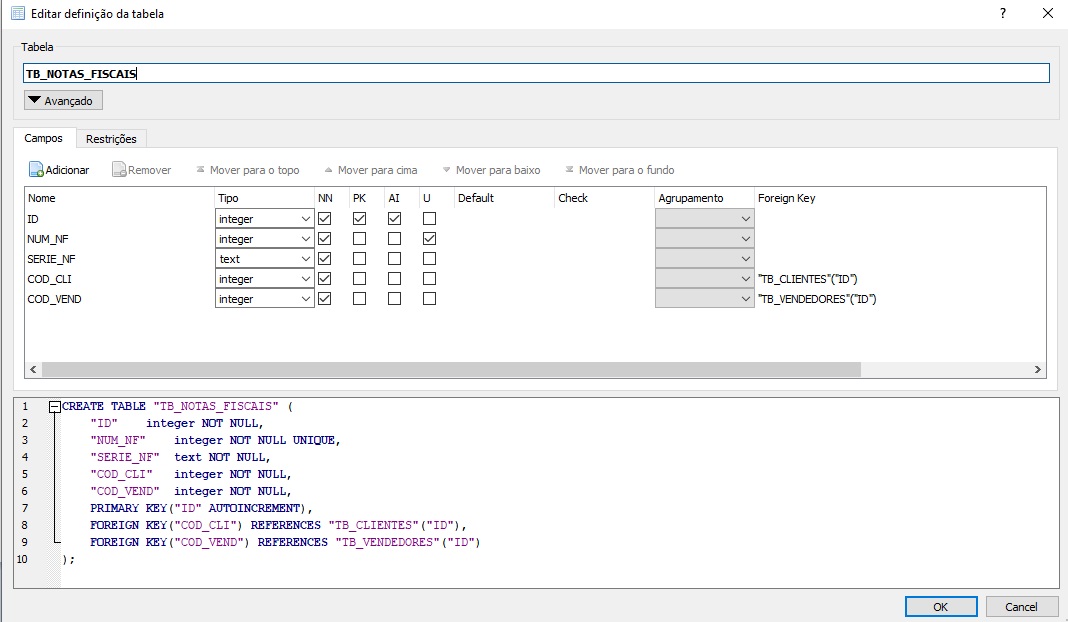 Editar definição da tabela
?
Tabela
TB_NOTAS_FISCAIS
Avançado
Campos Restrições
Adicionar Remover Mover para o topo Mover para cima Mover para baixo Mover para o fundo
Nome Tipo NN PK AI U Default Check Agrupamento Foreign Key
ID integer
NUM_NF integer
SERIE_NF text
COD_CLI integer "TB_CLIENTES"("ID")
COD_VEND integer "TB_VENDEDORES"("ID")
1 CREATE TABLE "TB_NOTAS_FISCAIS" (
2 "ID" integer NOT NULL,
3 "NUM_NF" integer NOT NULL UNIQUE,
4 "SERIE_NF" text NOT NULL,
5 "COD_CLI" integer NOT NULL,
6 "COD_VEND" integer NOT NULL,
7 PRIMARY KEY("ID" AUTOINCREMENT),
8 FOREIGN KEY("COD_CLI") REFERENCES "TB_CLIENTES"("ID"),
9 FOREIGN KEY("COD_VEND") REFERENCES "TB_VENDEDORES"("ID")
10 );
OK Cancel